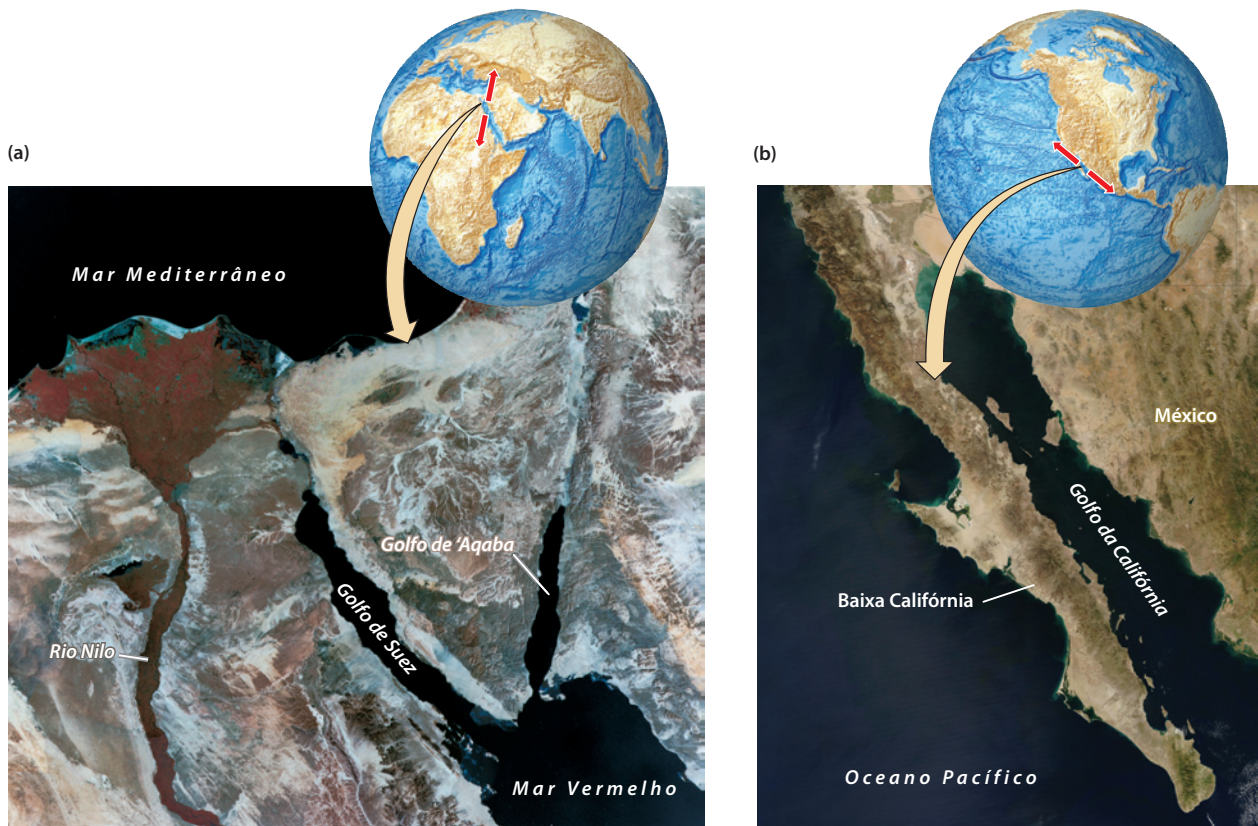 (a)
Mar Mediterrâneo
Golfo de 'Aqaba
Golfo de Suez
Rio Nilo
Mar Vermelho
(b)
México
Golfo da Califórnia
Baixa Califórnia
Oceano Pacífico